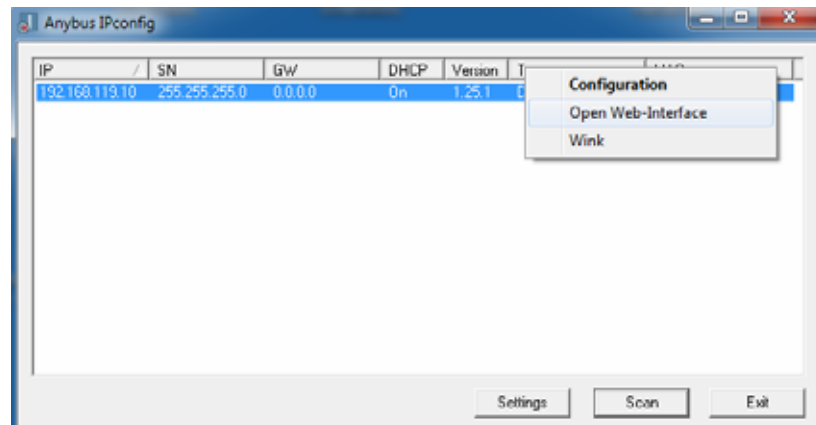 Anybus IPconfig
IP / SN GW DHCP Version
192.168.119.10 255.255.255.0 0.0.0.0 On 1.25.1
Configuration
Open Web-Interface
Wink
Settings Scan Exit